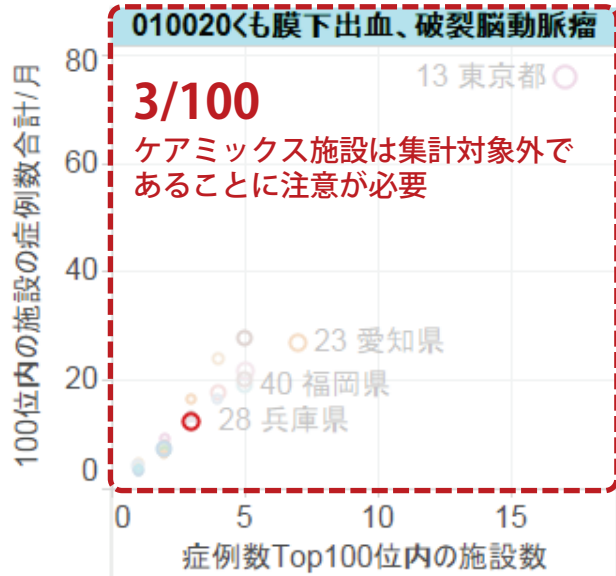 010020くも膜下出血、破裂脳動脈瘤
100位内の施設の症例数合計/月
80
60
40
20
0
13 東京都
3/100
ケアミックス施設は集計対象外で
あることに注意が必要
23 愛知県
40 福岡県
28 兵庫県
0 5 10 15
症例数Top100位内の施設数